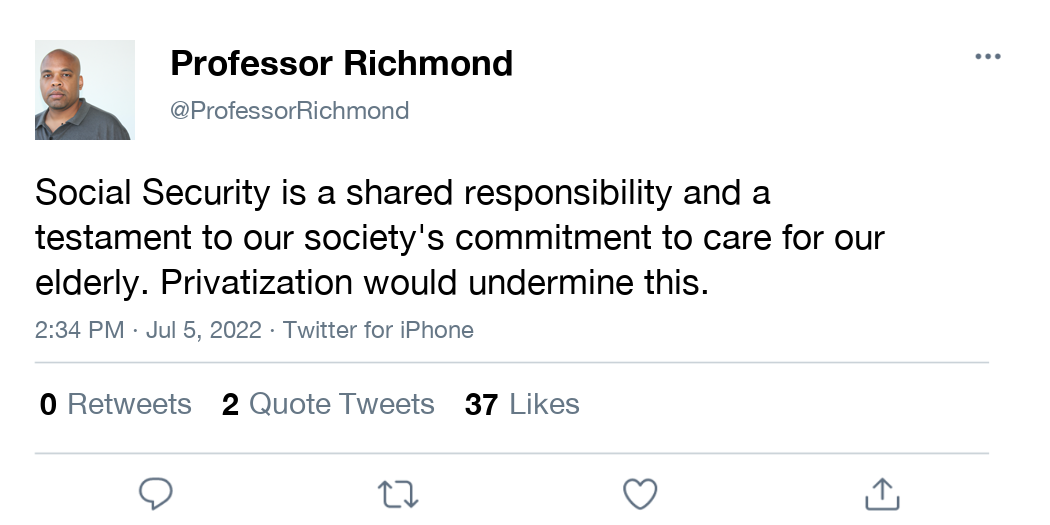 Professor Richmond
@ProfessorRichmond
Social Security is a shared responsibility and a
testament to our society's commitment to care for our
elderly. Privatization would undermine this.
2:34 PM · Jul 5, 2022 · Twitter for iPhone
0 Retweets 2 Quote Tweets 37 Likes